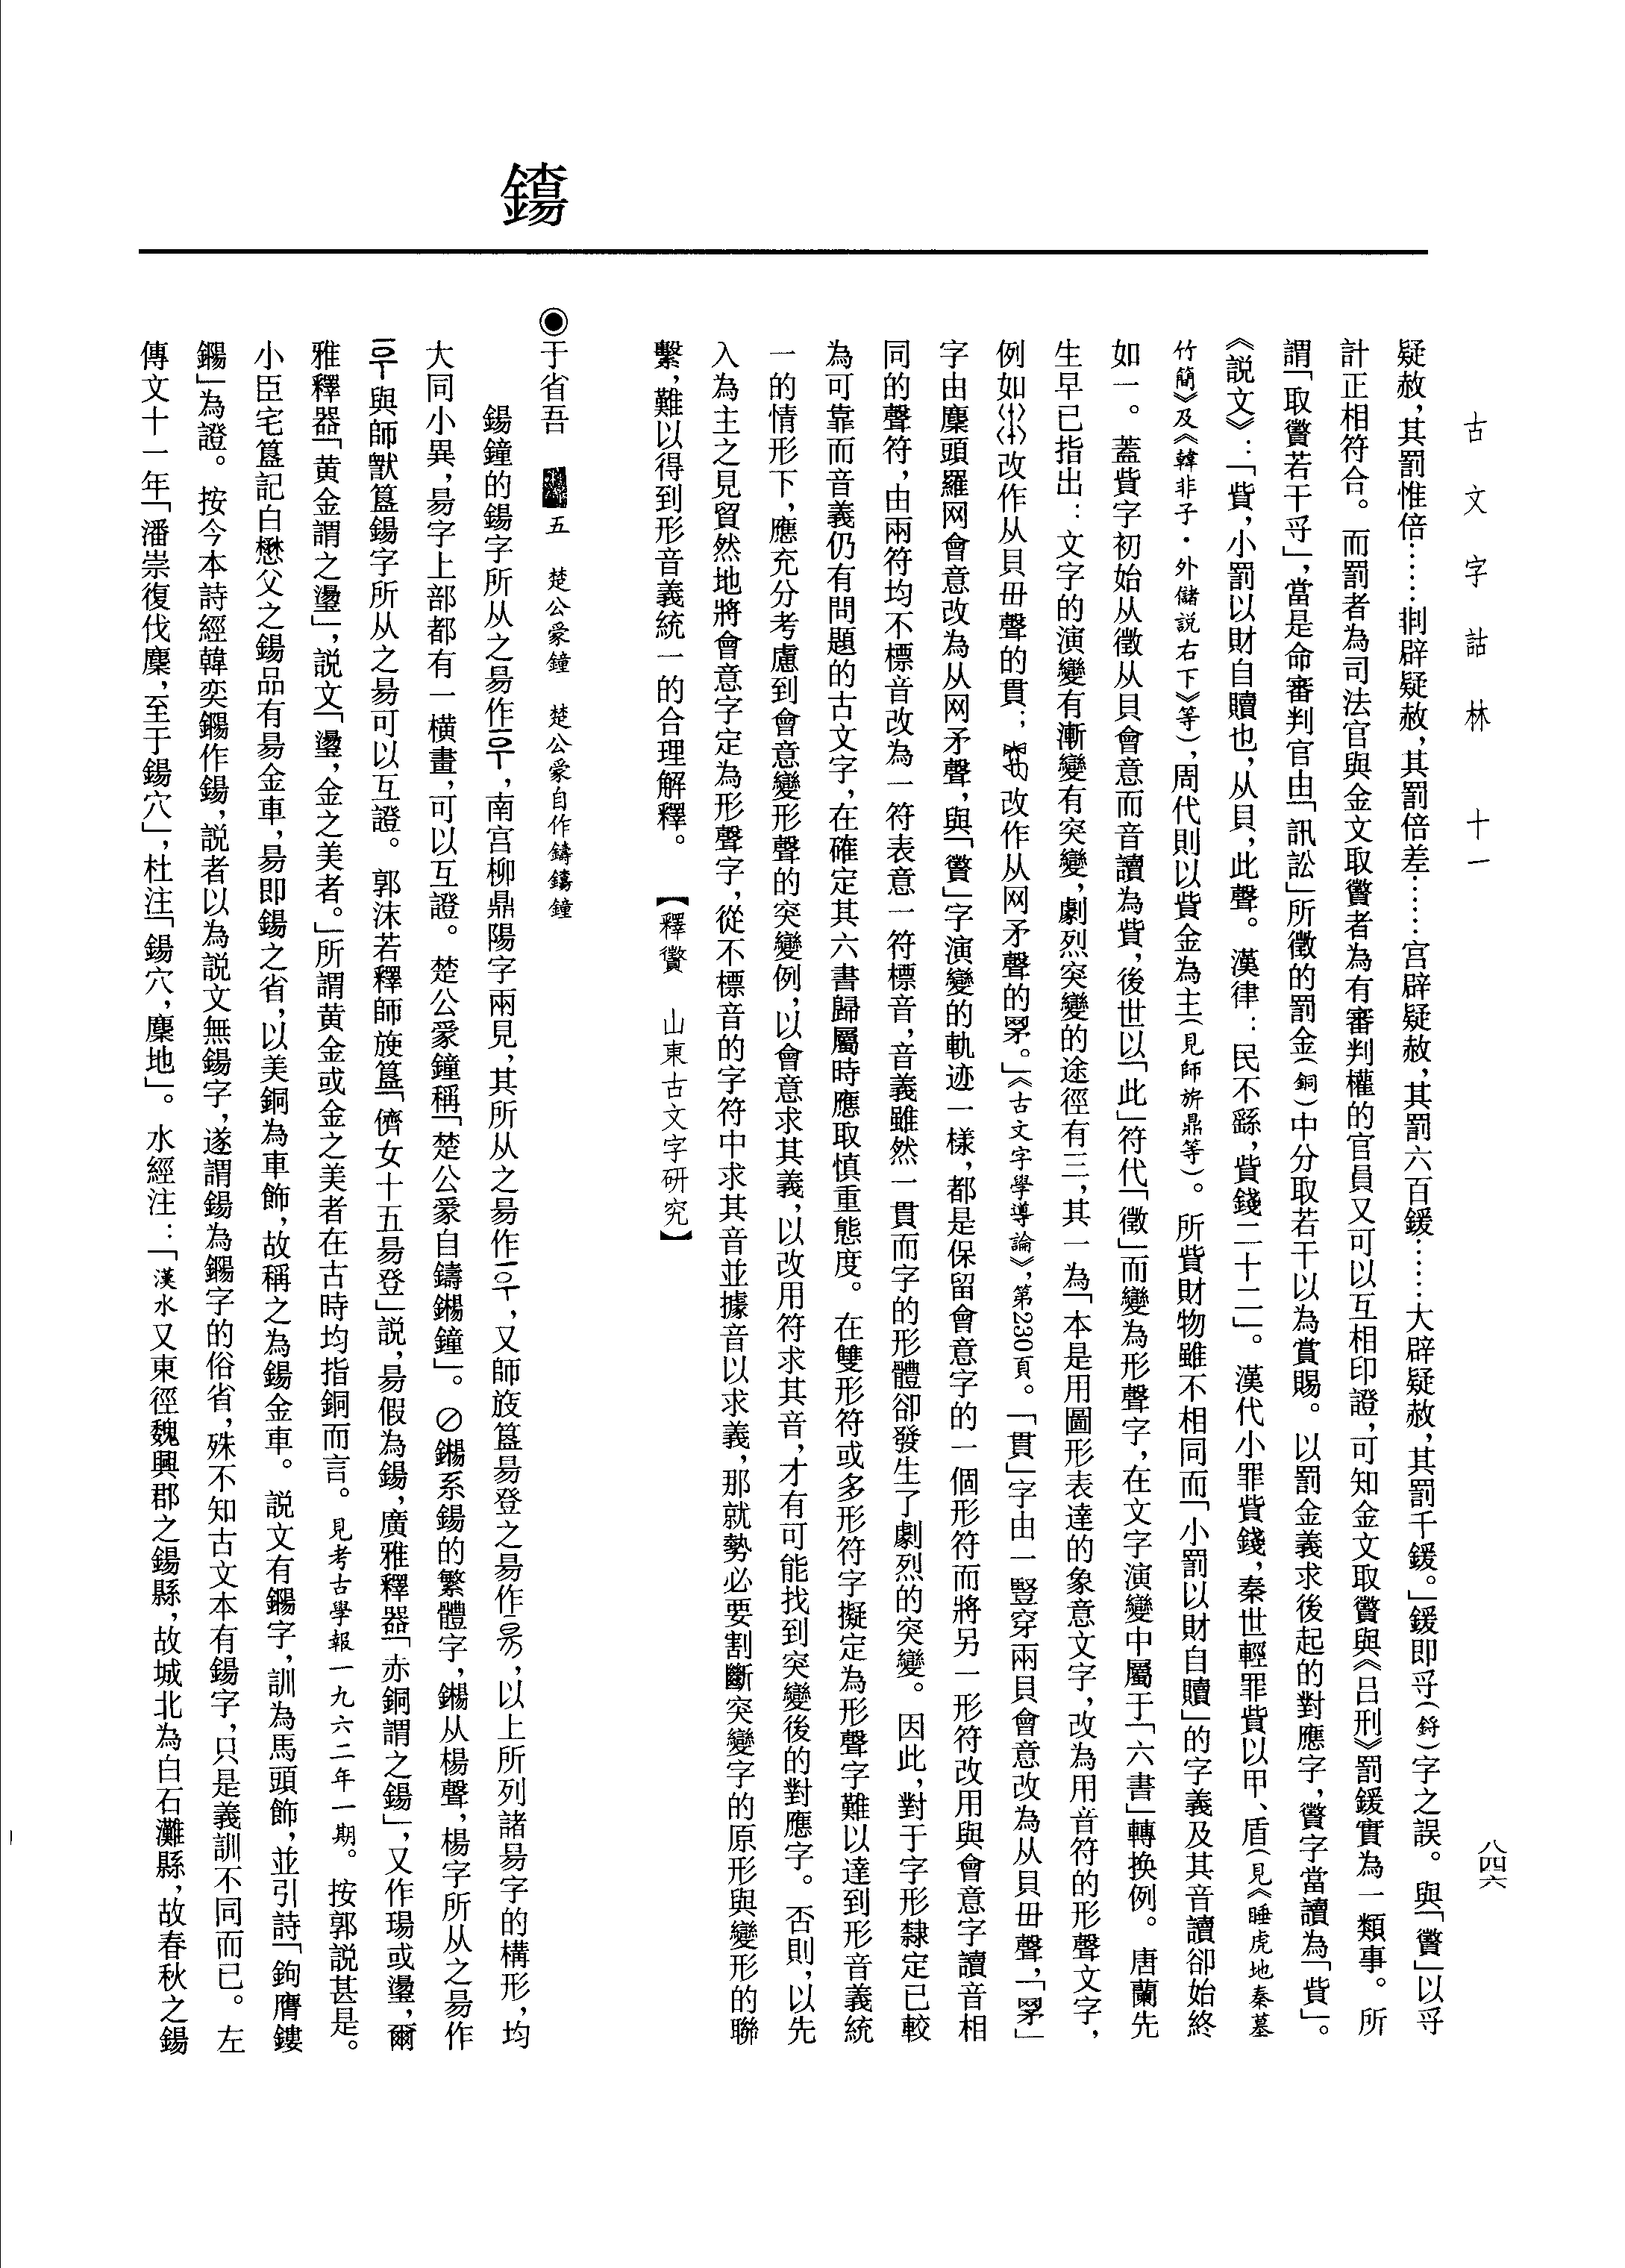 古文字詁林　十一
八四六
疑赦，其罰惟倍……剕辟疑赦，其罰倍差……宫辟疑赦，其罰六百鍰……大辟疑赦，其罰千鍰。」鍰即寽（鋝）字之誤。與「賮」以寽
計正相符合。而罰者為司法官與金文取賮者為有審判權的官員又可以互相印證，可知金文取賮與《吕刑》罰鍰實為一類事。所
謂「取賮若干寽」，當是命審判官由「訊訟」所徵的罰金（銅）中分取若干以為賞賜。以罰金義求後起的對應字，賮字當讀為「貲」。
《説文》：「貲，小罰以財自贖也，从貝，此聲。漢律：民不繇，貲錢二十二」。漢代小罪貲錢，秦世輕罪貲以甲、盾（見《睡虎地秦墓
竹簡》及《韓非子·外儲説右下》等），周代則以貲金為主（見師旂鼎等）。所貲財物雖不相同而「小罰以財自贖」的字義及其音讀卻始終
如一。蓋貲字初始从徵从貝會意而音讀為貲，後世以「此」符代「徵」而變為形聲字，在文字演變中屬于「六書」轉换例。唐蘭先
生早已指出：文字的演變有漸變有突變，劇烈突變的途徑有三，其一為「本是用圖形表達的象意文字，改為用音符的形聲文字，
例如改作从貝毌聲的貫；改作从网矛聲的罞。」《古文字學導論》，第230頁。「貫」字由一豎穿兩貝會意改為从貝毌聲，「罞」
字由麋頭羅网會意改為从网矛聲，與「賮」字演變的軌迹一樣，都是保留會意字的一個形符而將另一形符改用與會意字讀音相
同的聲符，由兩符均不標音改為一符表意一符標音，音義雖然一貫而字的形體卻發生了劇烈的突變。因此，對于字形隸定已較
為可靠而音義仍有問題的古文字，在確定其六書歸屬時應取慎重態度。在雙形符或多形符字擬定為形聲字難以達到形音義統
一的情形下，應充分考慮到會意變形聲的突變例，以會意求其義，以改用符求其音，才有可能找到突變後的對應字。否則，以先
入為主之見貿然地將會意字定為形聲字，從不標音的字符中求其音並據音以求義，那就勢必要割斷突變字的原形與變形的聯
繫，難以得到形音義統一的合理解釋。　【釋賮　山東古文字研究】
鐊
◉于省吾　五　楚公豪鐘　楚公豪自作鑄鐊鐘
鍚鐘的鍚字所从之昜作，南宫柳鼎陽字兩見，其所从之昜作，又師㫃簋昜登之昜作，以上所列諸昜字的構形，均
大同小異，昜字上部都有一橫畫，可以互證。楚公豪鐘稱「楚公豪自鑄鐊鐘」。⊘鐊系鍚的繁體字，鐊从楊聲，楊字所从之昜作
與師㝬簋鍚字所从之昜可以互證。郭沫若釋師㫃簋「儕女十五昜登」説，昜假為鍚，廣雅釋器「赤銅謂之鍚」，又作瑒或璗，爾
雅釋器「黄金謂之璗」，説文「璗，金之美者。」所謂黄金或金之美者在古時均指銅而言。見考古學報一九六二年一期。按郭説甚是。
小臣宅簋記白懋父之鍚品有昜金車，昜即鍚之省，以美銅為車飾，故稱之為鍚金車。説文有鐊字，訓為馬頭飾，並引詩「鉤膺鏤
鐊」為證。按今本詩經韓奕鐊作鍚，説者以為説文無鍚字，遂謂鍚為鐊字的俗省，殊不知古文本有鍚字，只是義訓不同而已。左
傳文十一年「潘崇復伐麇，至于鍚穴」，杜注「鍚穴，麇地」。水經注：「漢水又東徑魏興郡之鍚縣，故城北為白石灘縣，故春秋之鍚